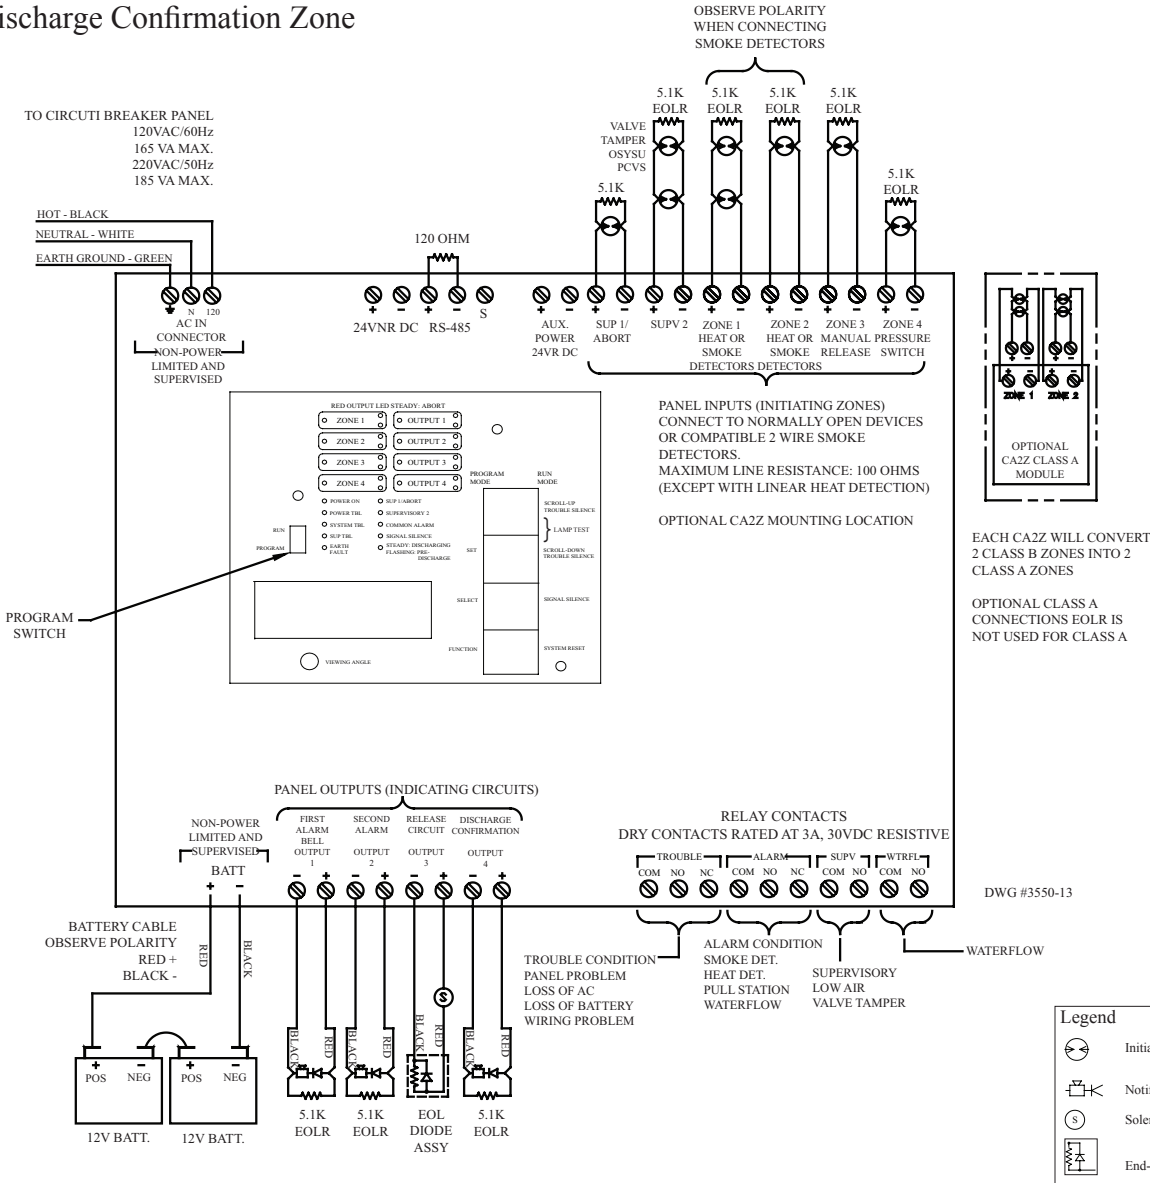 ischarge Confirmation Zone
OBSERVE POLARITY
WHEN CONNECTING
SMOKE DETECTORS
TO CIRCUTI BREAKER PANEL
120VAC/60Hz
165 VA MAX.
220VAC/50Hz
185 VA MAX.
HOT - BLACK
NEUTRAL - WHITE
EARTH GROUND - GREEN
120 OHM
VALVE
TAMPER
OSYSU
PCVS
5.1K
5.1K
EOLR
5.1K
EOLR
5.1K
EOLR
5.1K
EOLR
5.1K
EOLR
N 120
AC IN
CONNECTOR
NON-POWER
LIMITED AND
SUPERVISED
+ - + - S
24VNR DC RS-485
+ - + - + - + - + - + - + -
AUX.
POWER
24VR DC
SUP 1/
ABORT
SUPV 2
ZONE 1
HEAT OR
SMOKE
DETECTORS
ZONE 2
HEAT OR
SMOKE
DETECTORS
ZONE 3
MANUAL
RELEASE
ZONE 4
PRESSURE
SWITCH
PANEL INPUTS (INITIATING ZONES)
CONNECT TO NORMALLY OPEN DEVICES
OR COMPATIBLE 2 WIRE SMOKE
DETECTORS.
MAXIMUM LINE RESISTANCE: 100 OHMS
(EXCEPT WITH LINEAR HEAT DETECTION)
OPTIONAL CA2Z MOUNTING LOCATION
+ - + -
+ - + -
ZONE 1 ZONE 2
OPTIONAL
CA2Z CLASS A
MODULE
EACH CA2Z WILL CONVERT
2 CLASS B ZONES INTO 2
CLASS A ZONES
OPTIONAL CLASS A
CONNECTIONS EOLR IS
NOT USED FOR CLASS A
RED OUTPUT LED STEADY: ABORT
ZONE 1 OUTPUT 1
ZONE 2 OUTPUT 2
ZONE 3 OUTPUT 3
ZONE 4 OUTPUT 4
POWER ON SUP 1/ABORT
POWER TBL SUPERVISORY 2
SYSTEM TBL COMMON ALARM
SUP TBL SIGNAL SILENCE
EARTH
FAULT
STEADY: DISCHARGING
FLASHING: PRE-
DISCHARGE
RUN
PROGRAM
PROGRAM
MODE
RUN
MODE
SCROLL-UP
TROUBLE SILENCE
LAMP TEST
SET
SCROLL-DOWN
TROUBLE SILENCE
SELECT
SIGNAL SILENCE
FUNCTION
SYSTEM RESET
VIEWING ANGLE
PROGRAM
SWITCH
PANEL OUTPUTS (INDICATING CIRCUITS)
NON-POWER
LIMITED AND
SUPERVISED
BATT
+ -
FIRST
ALARM
BELL
OUTPUT
1
SECOND
ALARM
OUTPUT
2
RELEASE
CIRCUIT
OUTPUT
3
DISCHARGE
CONFIRMATION
OUTPUT
4
- + - + - + - +
RELAY CONTACTS
DRY CONTACTS RATED AT 3A, 30VDC RESISTIVE
TROUBLE ALARM SUPV WTRFL
COM NO NC COM NO NC COM NO COM NO
DWG #3550-13
BATTERY CABLE
OBSERVE POLARITY
RED +
BLACK -
RED
BLACK
TROUBLE CONDITION
PANEL PROBLEM
LOSS OF AC
LOSS OF BATTERY
WIRING PROBLEM
ALARM CONDITION
SMOKE DET.
HEAT DET.
PULL STATION
WATERFLOW
SUPERVISORY
LOW AIR
VALVE TAMPER
WATERFLOW
S
BLACK RED BLACK RED BLACK RED BLACK RED
+ - + -
POS NEG POS NEG
12V BATT. 12V BATT.
5.1K
EOLR
5.1K
EOLR
EOL
DIODE
ASSY
5.1K
EOLR
Legend
Initia
Notif
S Solen
End-